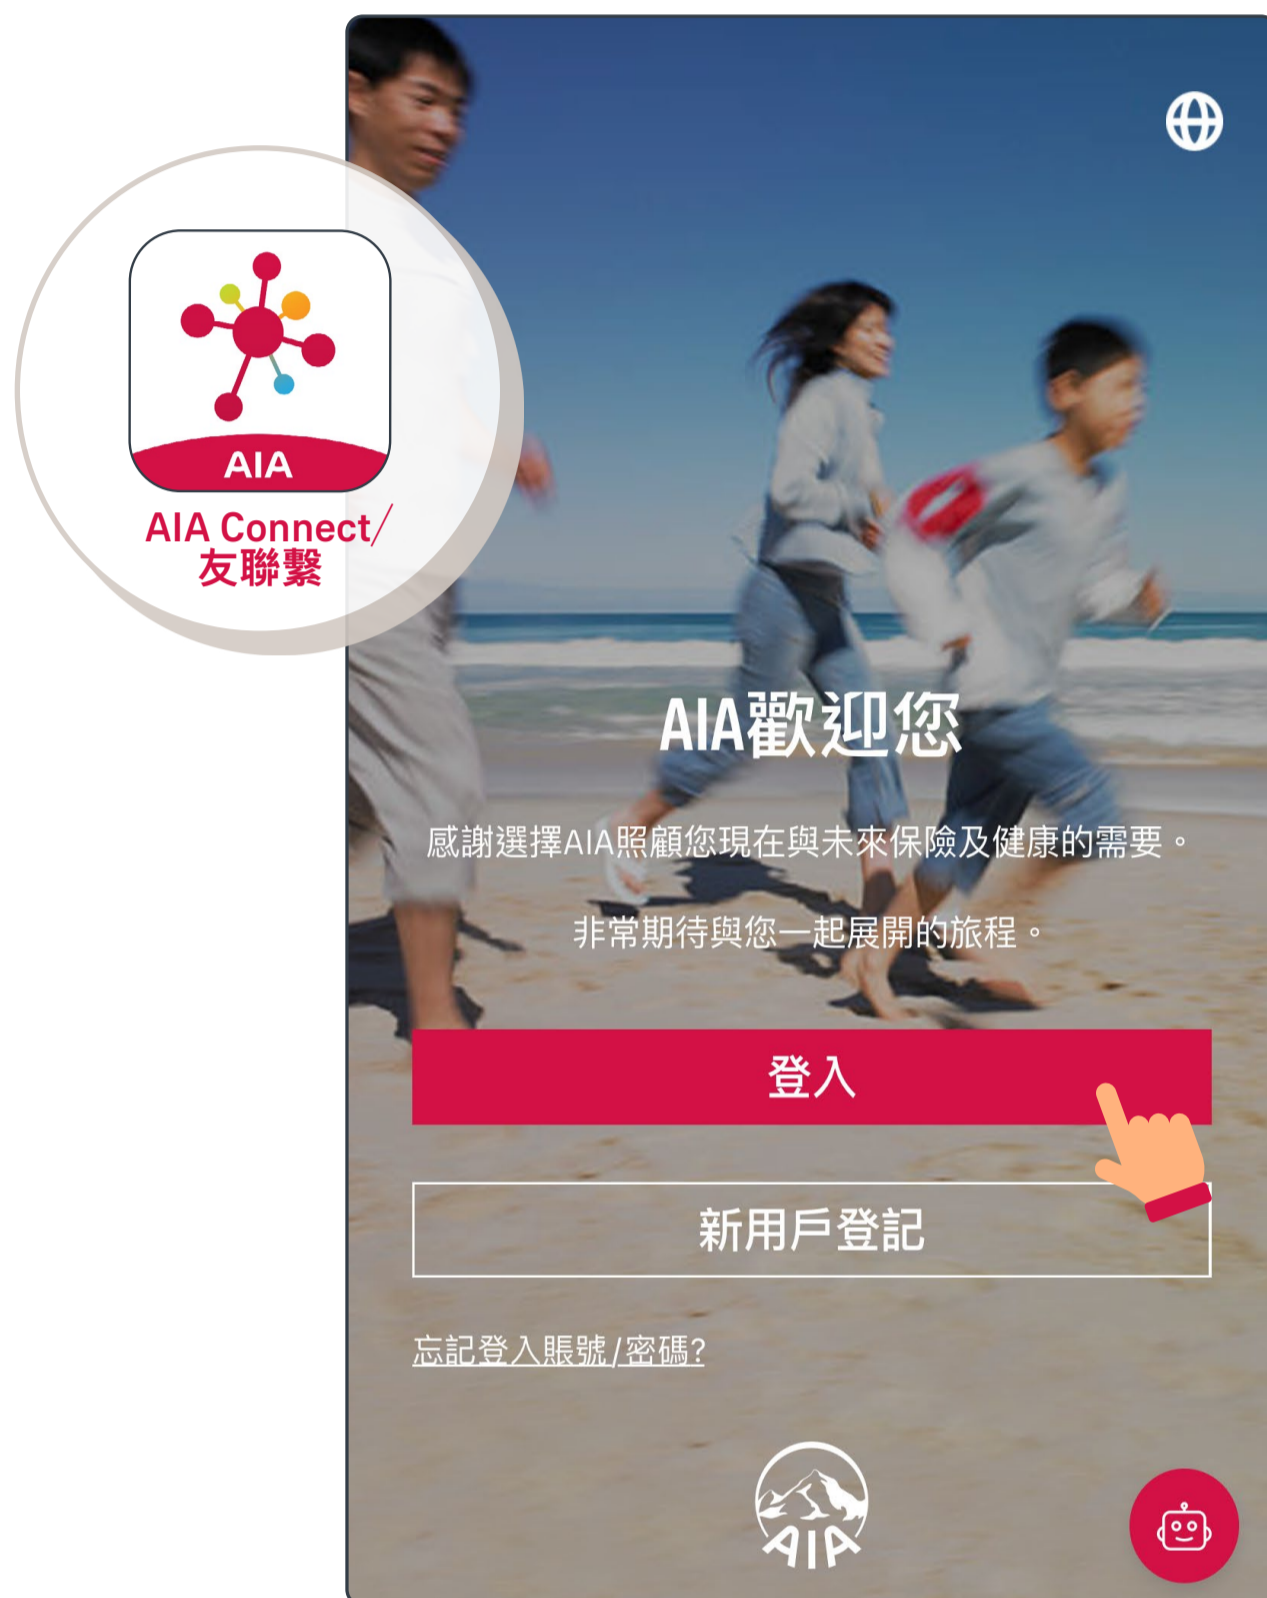 AIA
AIA Connect/
友聯繫
AIA歡迎您
感謝選擇AIA照顧您現在與未來保險及健康的需要。
非常期待與您一起展開的旅程。
登入
新用戶登記
忘記登入賬號/密碼?
AIA